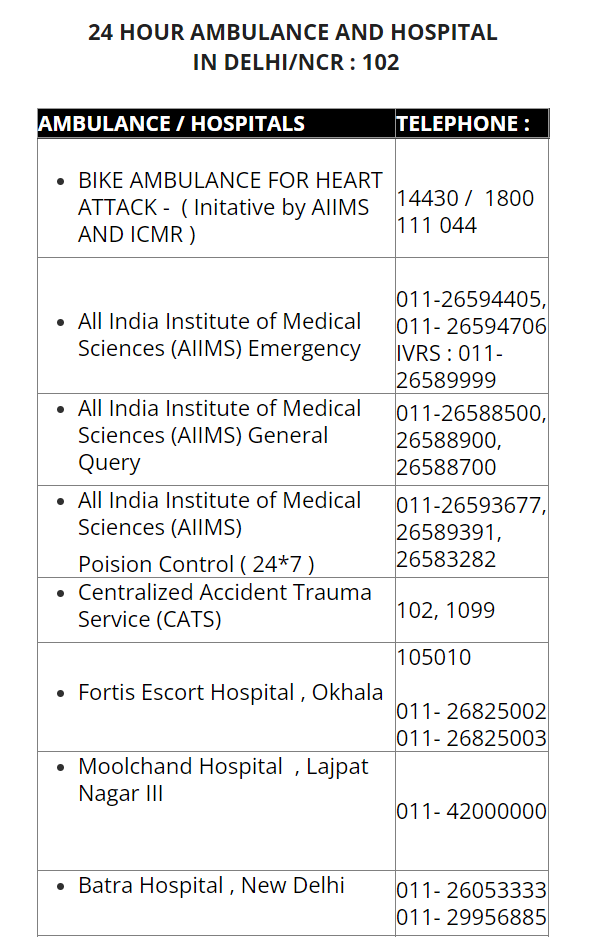 24 HOUR AMBULANCE AND HOSPITAL
IN DELHI/NCR : 102
AMBULANCE / HOSPITALS
TELEPHONE :
• BIKE AMBULANCE FOR HEART
ATTACK - ( Initative by AIIMS
AND ICMR )
14430 / 1800
111 044
• All India Institute of Medical
Sciences (AIIMS) Emergency
011-26594405,
011- 26594706
IVRS : 011-
26589999
• All India Institute of Medical
Sciences (AIIMS) General
Query
011-26588500,
26588900,
26588700
• All India Institute of Medical
Sciences (AIIMS)
Poision Control ( 24*7 )
011-26593677,
26589391,
26583282
• Centralized Accident Trauma
Service (CATS)
102, 1099
• Fortis Escort Hospital , Okhala
105010
011- 26825002
011- 26825003
• Moolchand Hospital , Lajpat
Nagar III
011- 42000000
• Batra Hospital , New Delhi
011- 26053333
011- 29956885